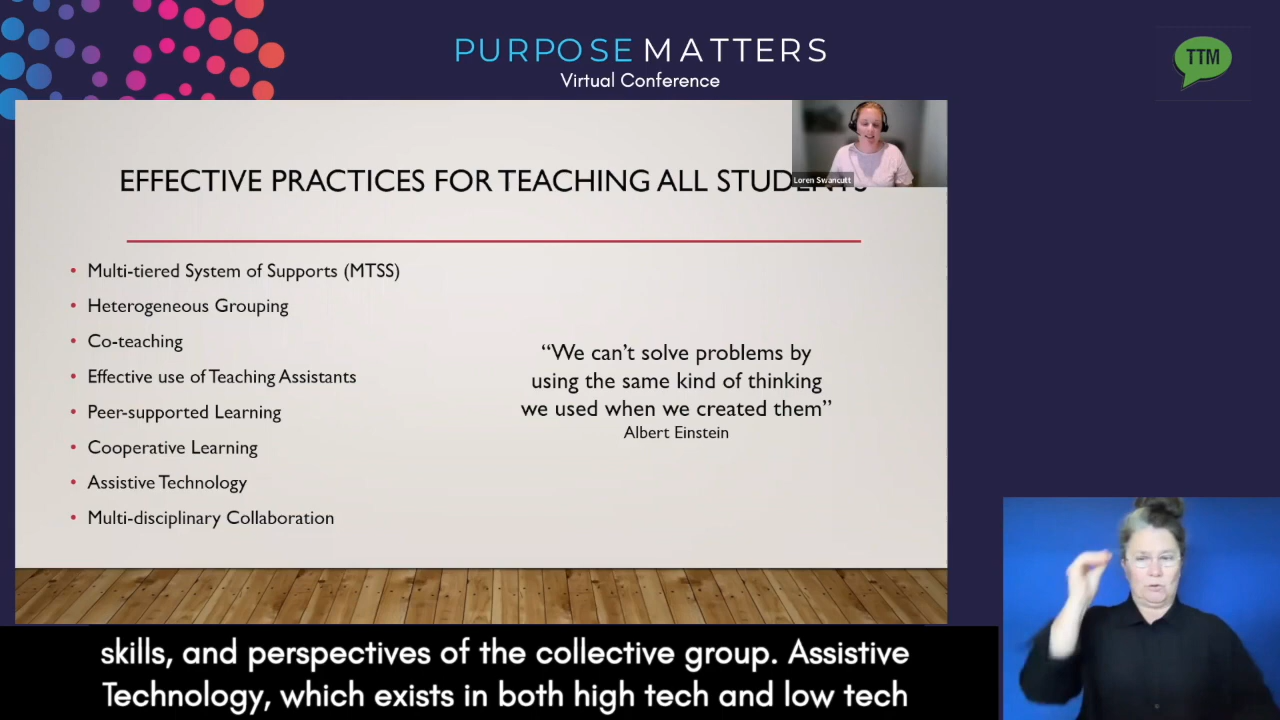 PURPOSE MATTERS
Virtual Conference
TTM
Loren Swancutt
EFFECTIVE PRACTICES FOR TEACHING ALL
• Multi-tiered System of Supports (MTSS)
• Heterogeneous Grouping
• Co-teaching
• Effective use of Teaching Assistants
• Peer-supported Learning
• Cooperative Learning
• Assistive Technology
• Multi-disciplinary Collaboration
“We can’t solve problems by
using the same kind of thinking
we used when we created them”
Albert Einstein
skills, and perspectives of the collective group. Assistive
Technology, which exists in both high tech and low tech